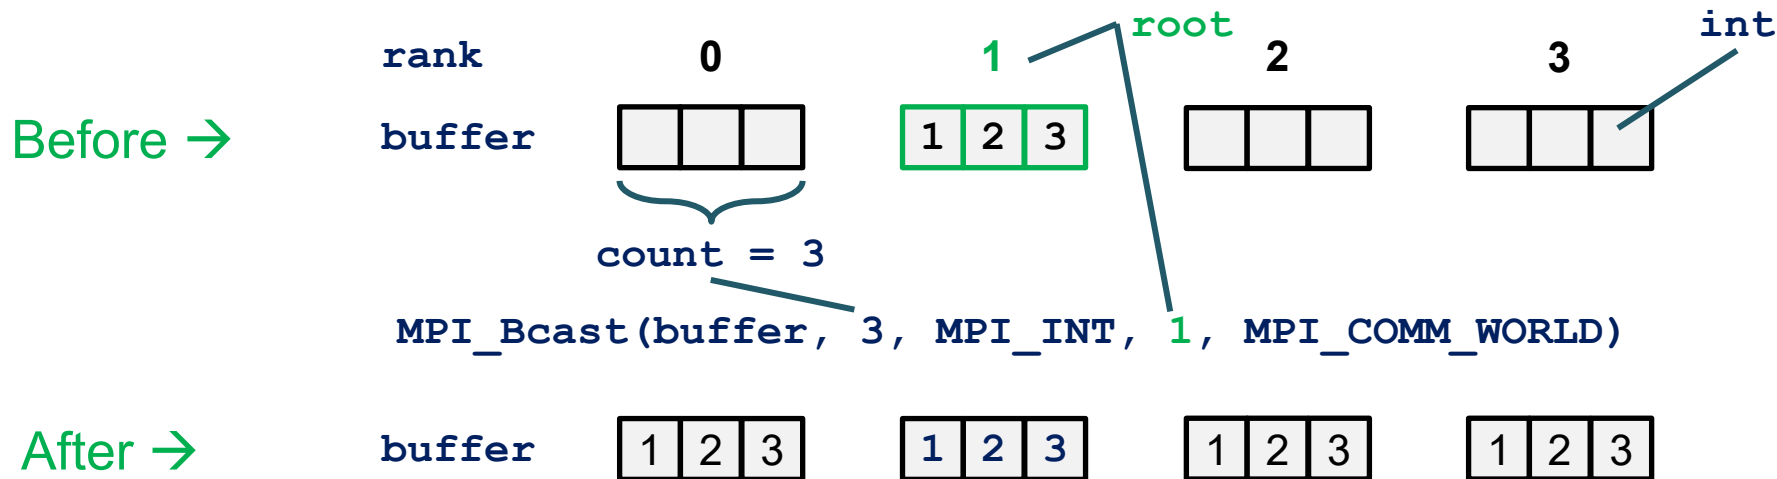 root int
rank 0 1 2 3
Before → buffer 1 2 3
count = 3
MPI_Bcast(buffer, 3, MPI_INT, 1, MPI_COMM_WORLD)
After → buffer 1 2 3 1 2 3 1 2 3 1 2 3